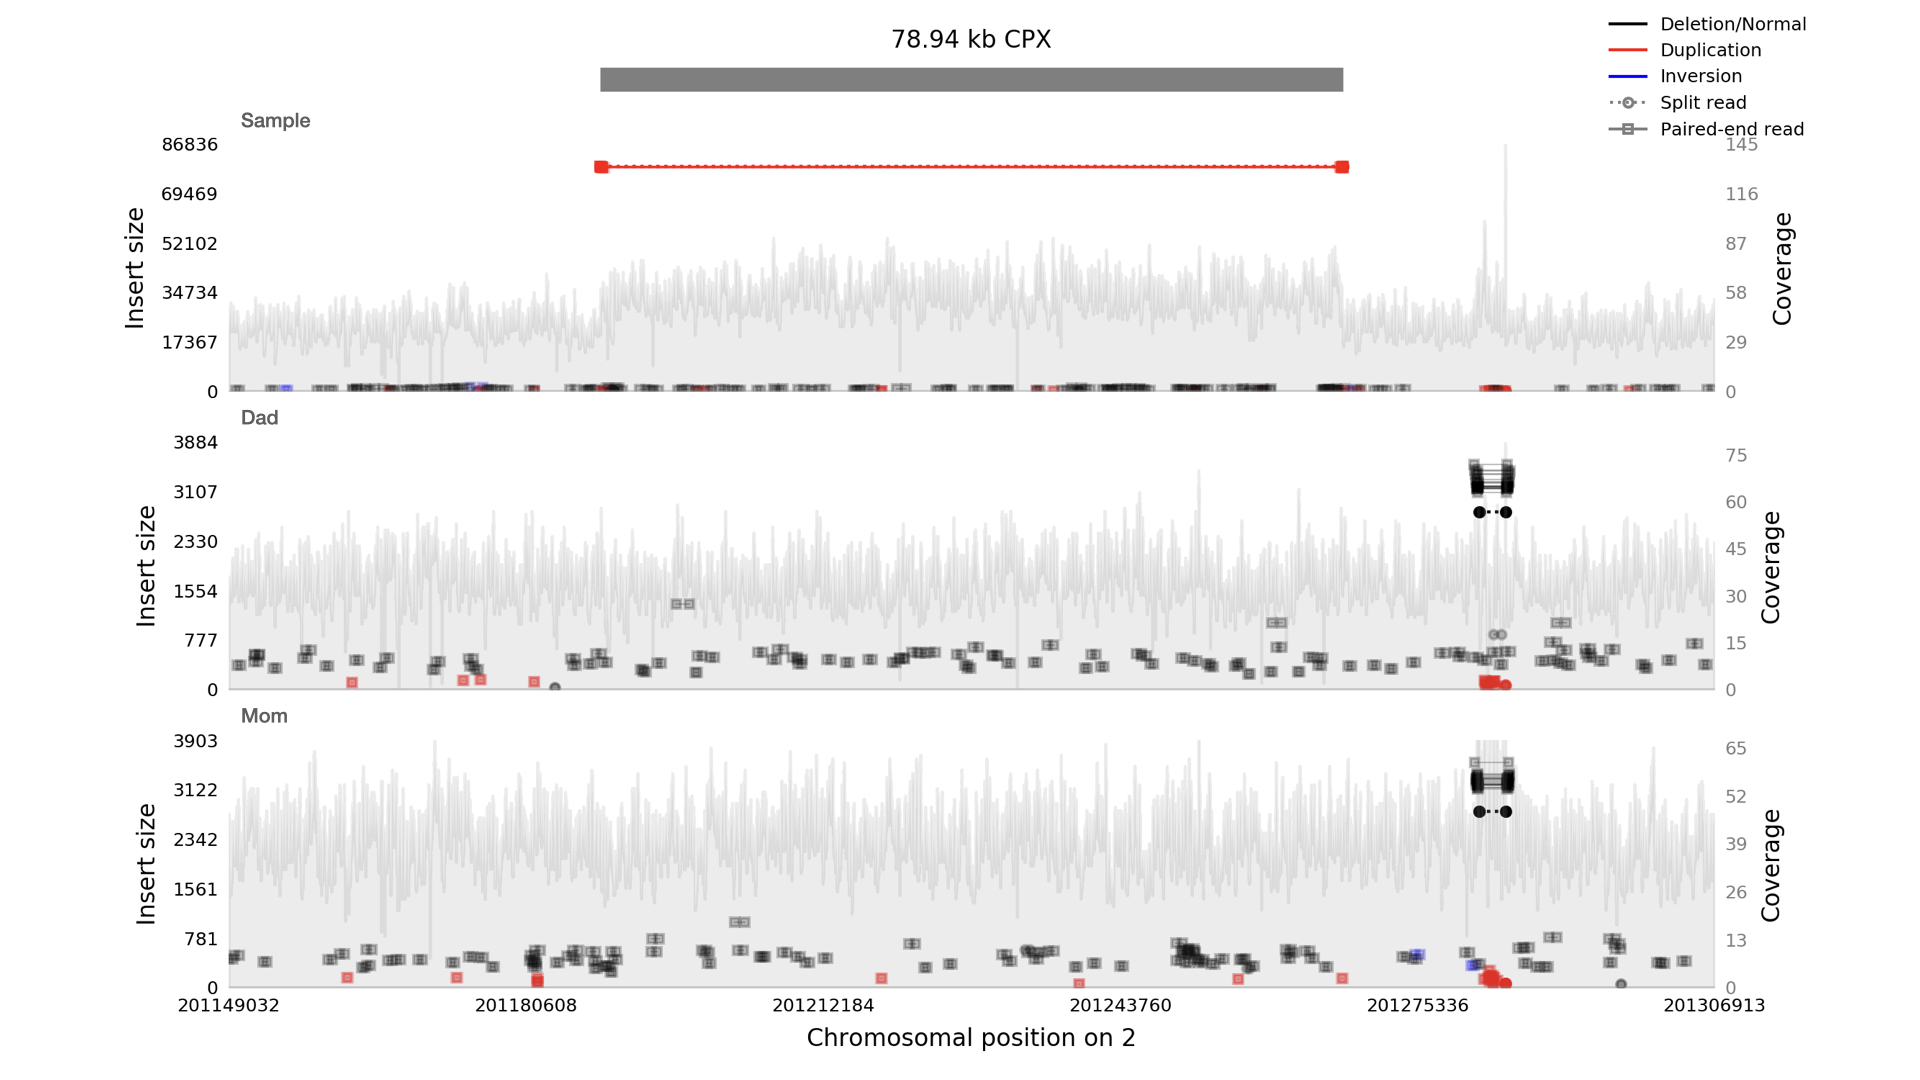 78.94 kb CPX
Deletion/Normal
Duplication
Inversion
Split read
Paired-end read
Sample
86836
69469
52102
34734
17367
0
Insert size
145
116
87
58
29
0
Coverage
Dad
3884
3107
2330
1554
777
0
Insert size
75
60
45
30
15
0
Coverage
Mom
3903
3122
2342
1561
781
0
Insert size
65
52
39
26
13
0
Coverage
201149032 201180608 201212184 201243760 201275336 201306913
Chromosomal position on 2